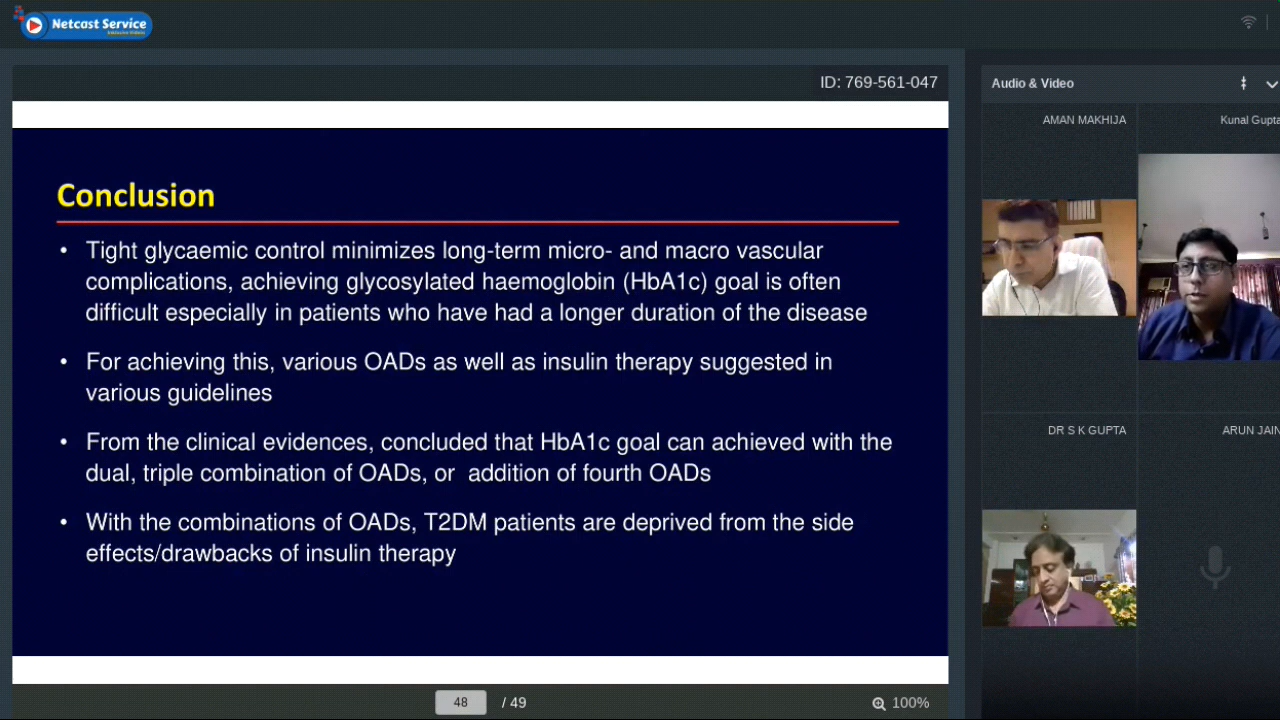 Netcast Service
ID: 769-561-047
Audio & Video
AMAN MAKHIJA
Kunal Gupta
Conclusion
• Tight glycaemic control minimizes long-term micro- and macro vascular
complications, achieving glycosylated haemoglobin (HbA1c) goal is often
difficult especially in patients who have had a longer duration of the disease
• For achieving this, various OADs as well as insulin therapy suggested in
various guidelines
• From the clinical evidences, concluded that HbA1c goal can achieved with the
dual, triple combination of OADs, or  addition of fourth OADs
• With the combinations of OADs, T2DM patients are deprived from the side
effects/drawbacks of insulin therapy
DR S K GUPTA
ARUN JAIN
48 / 49
100%